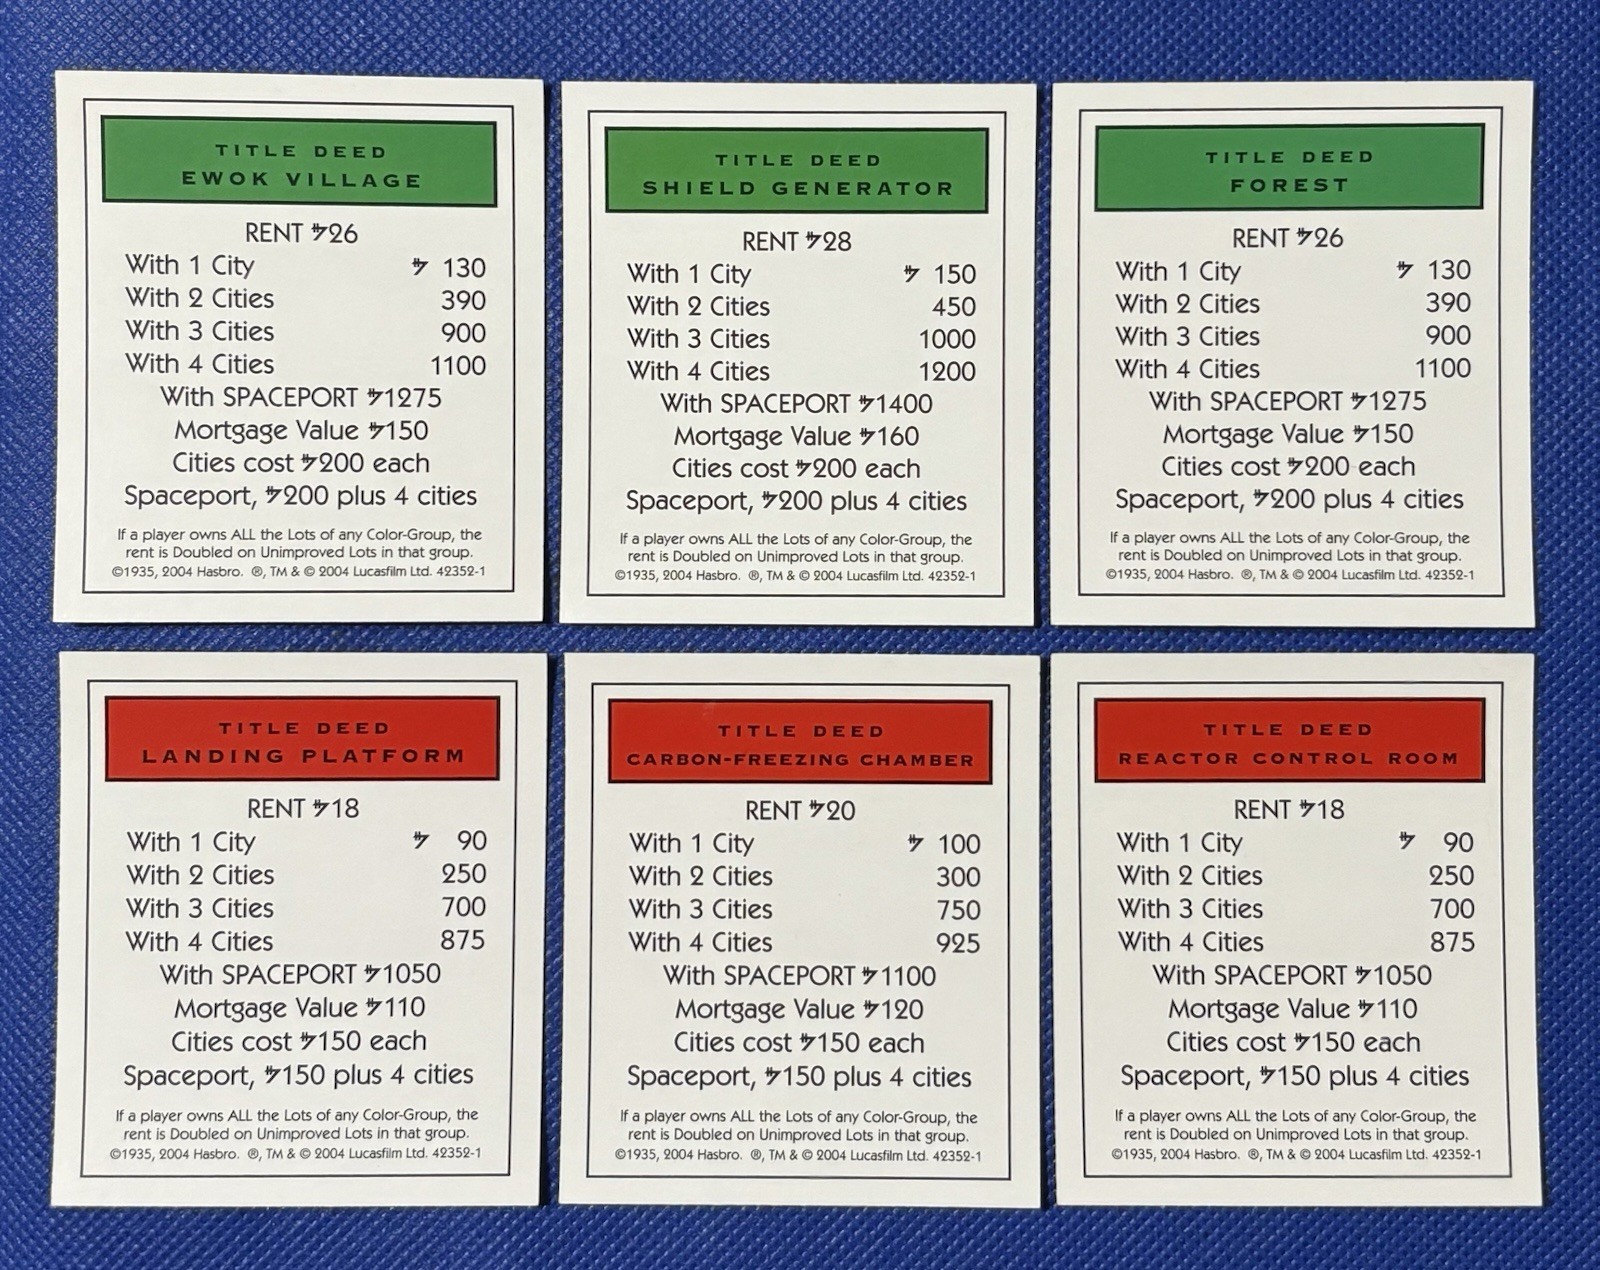 TITLE DEED
EWOK VILLAGE
RENT 26
With 1 City 130
With 2 Cities 390
With 3 Cities 900
With 4 Cities 1100
With SPACEPORT 1275
Mortgage Value 150
Cities cost 200 each
Spaceport, 200 plus 4 cities
If a player owns ALL the Lots of any Color-Group, the
rent is Doubled on Unimproved Lots in that group.
©1935, 2004 Hasbro. ®, TM & © 2004 Lucasfilm Ltd. 42352-1
TITLE DEED
SHIELD GENERATOR
RENT 28
With 1 City 150
With 2 Cities 450
With 3 Cities 1000
With 4 Cities 1200
With SPACEPORT 1400
Mortgage Value 160
Cities cost 200 each
Spaceport, 200 plus 4 cities
If a player owns ALL the Lots of any Color-Group, the
rent is Doubled on Unimproved Lots in that group.
©1935, 2004 Hasbro. ®, TM & © 2004 Lucasfilm Ltd. 42352-1
TITLE DEED
FOREST
RENT 26
With 1 City 130
With 2 Cities 390
With 3 Cities 900
With 4 Cities 1100
With SPACEPORT 1275
Mortgage Value 150
Cities cost 200 each
Spaceport, 200 plus 4 cities
If a player owns ALL the Lots of any Color-Group, the
rent is Doubled on Unimproved Lots in that group.
©1935, 2004 Hasbro. ®, TM & © 2004 Lucasfilm Ltd. 42352-1
TITLE DEED
LANDING PLATFORM
RENT 18
With 1 City 90
With 2 Cities 250
With 3 Cities 700
With 4 Cities 875
With SPACEPORT 1050
Mortgage Value 110
Cities cost 150 each
Spaceport, 150 plus 4 cities
If a player owns ALL the Lots of any Color-Group, the
rent is Doubled on Unimproved Lots in that group.
©1935, 2004 Hasbro. ®, TM & © 2004 Lucasfilm Ltd. 42352-1
TITLE DEED
CARBON-FREEZING CHAMBER
RENT 20
With 1 City 100
With 2 Cities 300
With 3 Cities 750
With 4 Cities 925
With SPACEPORT 1100
Mortgage Value 120
Cities cost 150 each
Spaceport, 150 plus 4 cities
If a player owns ALL the Lots of any Color-Group, the
rent is Doubled on Unimproved Lots in that group.
©1935, 2004 Hasbro. ®, TM & © 2004 Lucasfilm Ltd. 42352-1
TITLE DEED
REACTOR CONTROL ROOM
RENT 18
With 1 City 90
With 2 Cities 250
With 3 Cities 700
With 4 Cities 875
With SPACEPORT 1050
Mortgage Value 110
Cities cost 150 each
Spaceport, 150 plus 4 cities
If a player owns ALL the Lots of any Color-Group, the
rent is Doubled on Unimproved Lots in that group.
©1935, 2004 Hasbro. ®, TM & © 2004 Lucasfilm Ltd. 42352-1